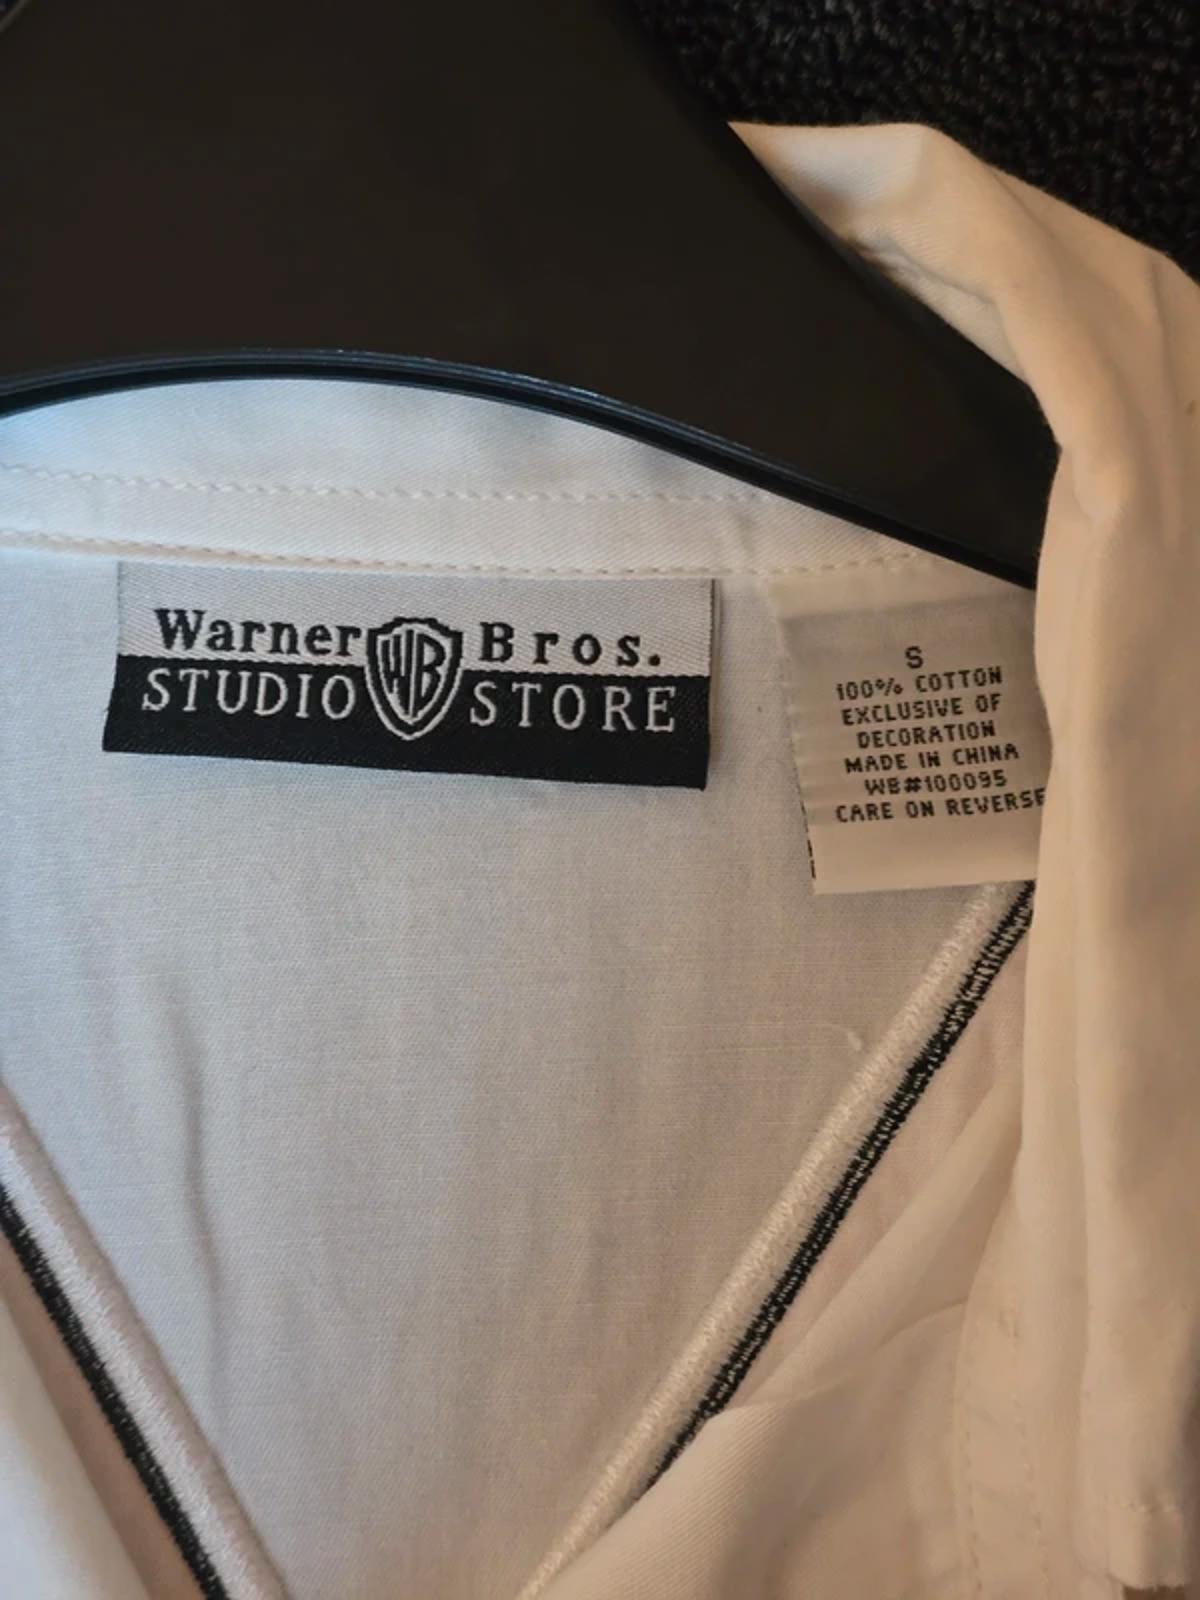 Warner Bros.
WB
STUDIO STORE
S
100% COTTON
EXCLUSIVE OF
DECORATION
MADE IN CHINA
WB#100095
CARE ON REVERSE